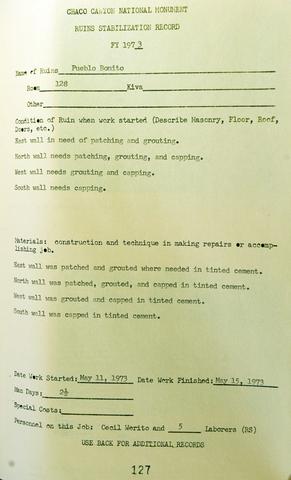 CHACO CANYON NATIONAL MONUMENT
RUINS STABILIZATION RECORD
FY 1973
Name of Ruins Pueblo Bonito
Room 128 Kiva
Other
Condition of Ruin when work started (Describe Masonry, Floor, Roof,
Doors, etc.)
East wall in need of patching and grouting.
North wall needs patching, grouting, and capping.
West wall needs grouting and capping.
South wall needs capping.
Materials: construction and technique in making repairs or accomp-
lishing job.
East wall was patched and grouted where needed in tinted cement.
North wall was patched, grouted, and capped in tinted cement.
West wall was grouted and capped in tinted cement.
South wall was capped in tinted cement.
Date Work Started: May 11, 1973 Date Work Finished: May 15, 1973
Man Days: 2½
Special Costs:
Personnel on this Job: Cecil Werito and 5 Laborers (RS)
USE BACK FOR ADDITIONAL RECORDS
127